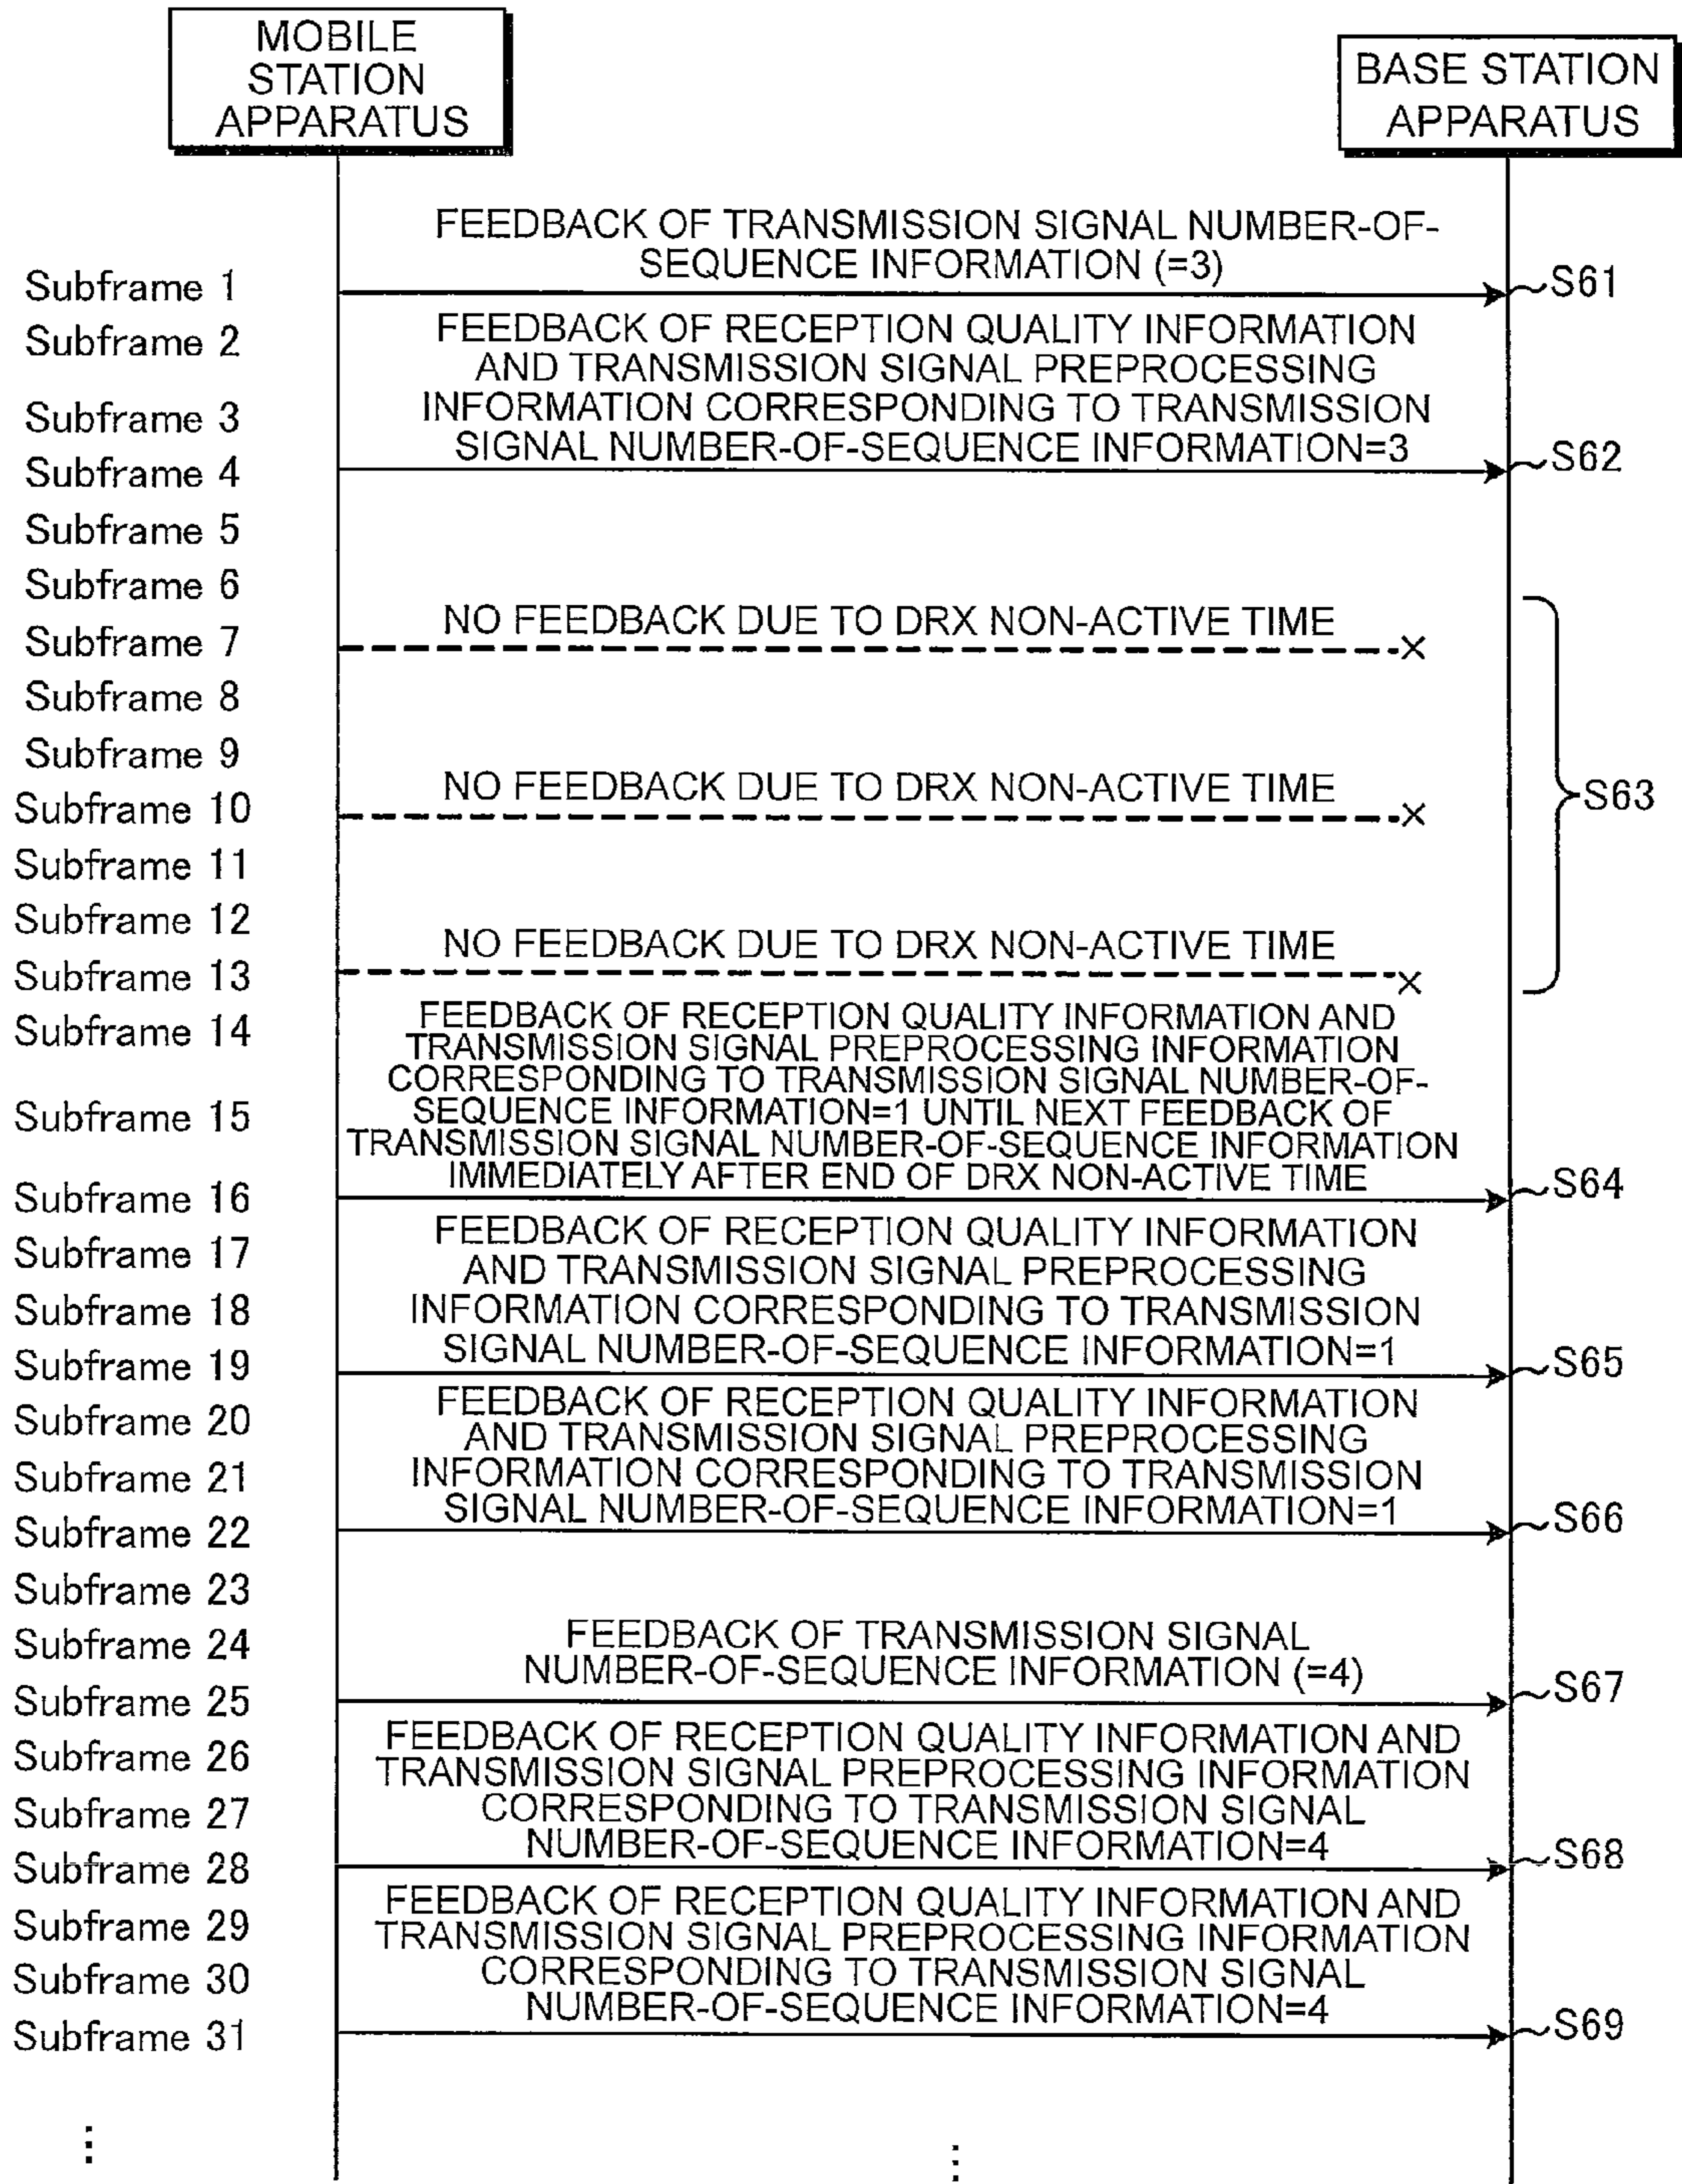 MOBILE
STATION
APPARATUS
BASE STATION
APPARATUS
FEEDBACK OF TRANSMISSION SIGNAL NUMBER-OF-
SEQUENCE INFORMATION (=3)
Subframe 1
S61
Subframe 2
FEEDBACK OF RECEPTION QUALITY INFORMATION
AND TRANSMISSION SIGNAL PREPROCESSING
INFORMATION CORRESPONDING TO TRANSMISSION
SIGNAL NUMBER-OF-SEQUENCE INFORMATION=3
Subframe 3
Subframe 4
S62
Subframe 5
Subframe 6
NO FEEDBACK DUE TO DRX NON-ACTIVE TIME
Subframe 7
Subframe 8
Subframe 9
NO FEEDBACK DUE TO DRX NON-ACTIVE TIME
Subframe 10
S63
Subframe 11
Subframe 12
NO FEEDBACK DUE TO DRX NON-ACTIVE TIME
Subframe 13
Subframe 14
FEEDBACK OF RECEPTION QUALITY INFORMATION AND
TRANSMISSION SIGNAL PREPROCESSING INFORMATION
CORRESPONDING TO TRANSMISSION SIGNAL NUMBER-OF-
SEQUENCE INFORMATION=1 UNTIL NEXT FEEDBACK OF
TRANSMISSION SIGNAL NUMBER-OF-SEQUENCE INFORMATION
IMMEDIATELY AFTER END OF DRX NON-ACTIVE TIME
Subframe 15
Subframe 16
S64
FEEDBACK OF RECEPTION QUALITY INFORMATION
AND TRANSMISSION SIGNAL PREPROCESSING
INFORMATION CORRESPONDING TO TRANSMISSION
SIGNAL NUMBER-OF-SEQUENCE INFORMATION=1
Subframe 17
Subframe 18
Subframe 19
S65
FEEDBACK OF RECEPTION QUALITY INFORMATION
AND TRANSMISSION SIGNAL PREPROCESSING
INFORMATION CORRESPONDING TO TRANSMISSION
SIGNAL NUMBER-OF-SEQUENCE INFORMATION=1
Subframe 20
Subframe 21
Subframe 22
S66
Subframe 23
Subframe 24
FEEDBACK OF TRANSMISSION SIGNAL
NUMBER-OF-SEQUENCE INFORMATION (=4)
Subframe 25
S67
FEEDBACK OF RECEPTION QUALITY INFORMATION AND
TRANSMISSION SIGNAL PREPROCESSING INFORMATION
CORRESPONDING TO TRANSMISSION SIGNAL
NUMBER-OF-SEQUENCE INFORMATION=4
Subframe 26
Subframe 27
Subframe 28
S68
FEEDBACK OF RECEPTION QUALITY INFORMATION AND
TRANSMISSION SIGNAL PREPROCESSING INFORMATION
CORRESPONDING TO TRANSMISSION SIGNAL
NUMBER-OF-SEQUENCE INFORMATION=4
Subframe 29
Subframe 30
Subframe 31
S69